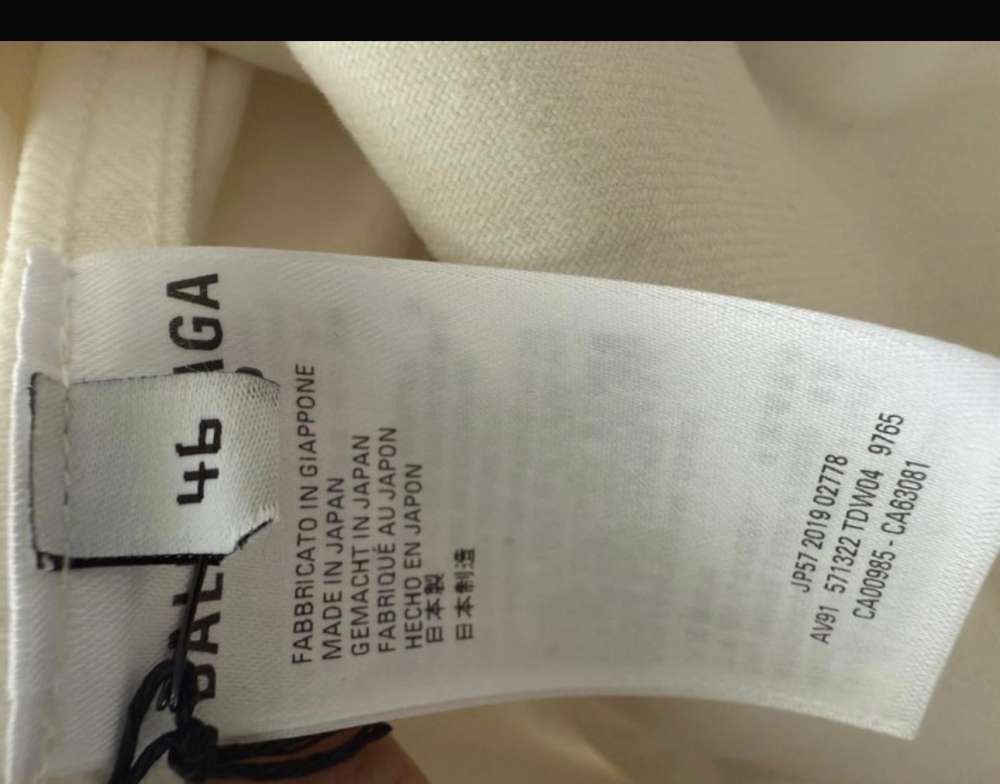 46
FABBRICATO IN GIAPPONE
MADE IN JAPAN
GEMACHT IN JAPAN
FABRIQUÉ AU JAPON
HECHO EN JAPON
日本製
日本制造
JP57 2019 02778
AV91 571322 TDW04 9765
CA00985 - CA63081